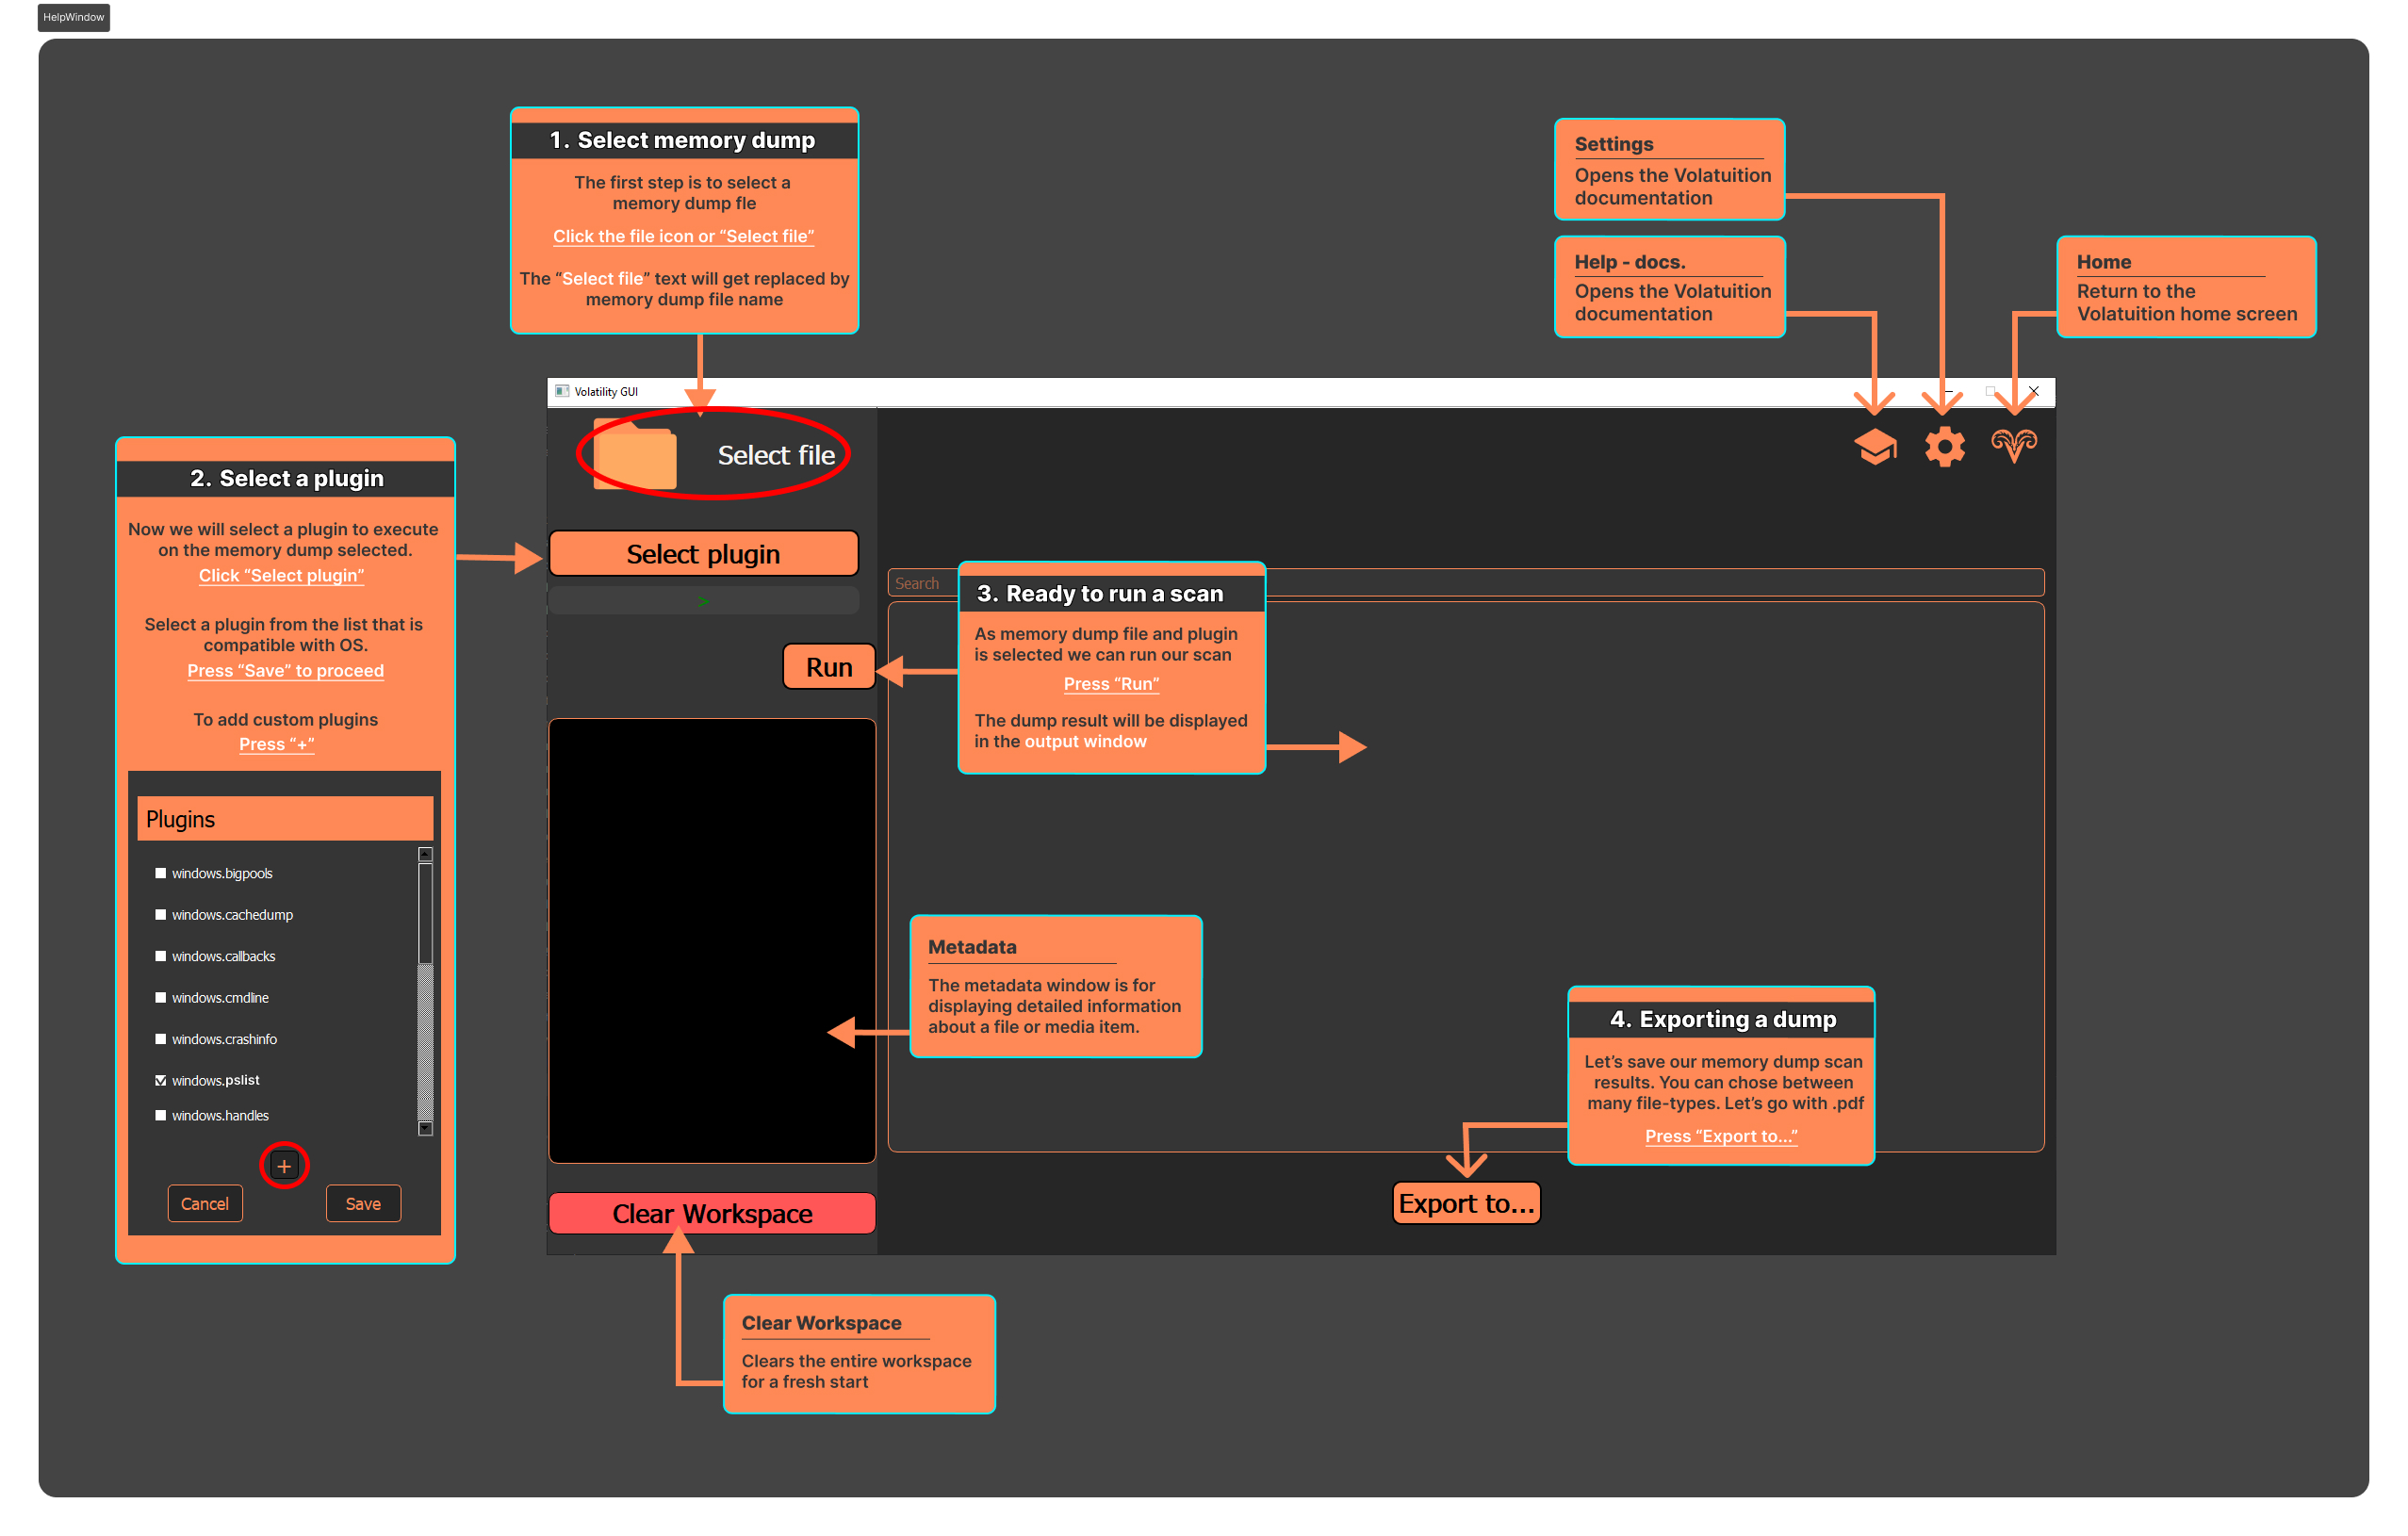 HelpWindow
1. Select memory dump
The first step is to select a
memory dump fle
Click the file icon or “Select file”
The “Select file” text will get replaced by
memory dump file name
Settings
Opens the Volatuition
documentation
Help - docs.
Opens the Volatuition
documentation
Home
Return to the
Volatuition home screen
Volatility GUI
Select file
2. Select a plugin
Now we will select a plugin to execute
on the memory dump selected.
Click “Select plugin”
Select a plugin from the list that is
compatible with OS.
Press “Save” to proceed
To add custom plugins
Press “+”
Plugins
windows.bigpools
windows.cachedump
windows.callbacks
windows.cmdline
windows.crashinfo
windows.pslist
windows.handles
+
Cancel
Save
Select plugin
>
Run
Search
3. Ready to run a scan
As memory dump file and plugin
is selected we can run our scan
Press “Run”
The dump result will be displayed
in the output window
Metadata
The metadata window is for
displaying detailed information
about a file or media item.
4. Exporting a dump
Let’s save our memory dump scan
results. You can chose between
many file-types. Let’s go with .pdf
Press “Export to...”
Export to...
Clear Workspace
Clear Workspace
Clears the entire workspace
for a fresh start